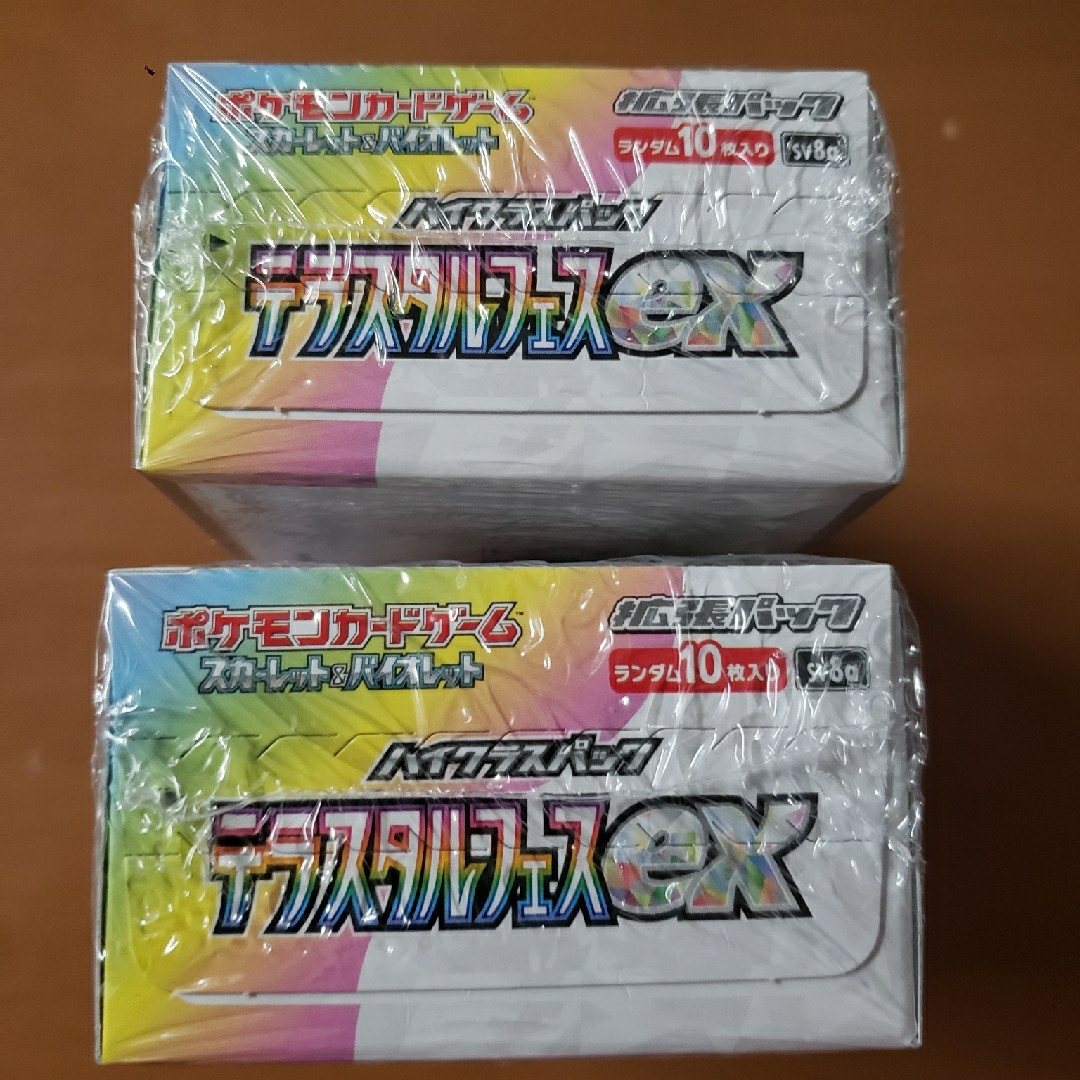 ポケモンカードゲーム™
スカーレット&バイオレット
拡張パック
ランダム10枚入り
sv8a
ハイクラスパック
テラスタルフェスex
ポケモンカードゲーム™
スカーレット&バイオレット
拡張パック
ランダム10枚入り
sv8a
ハイクラスパック
テラスタルフェスex